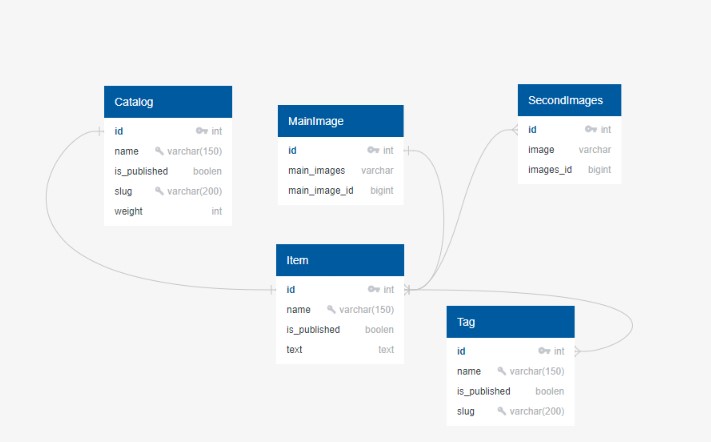 Catalog
id int
name varchar(150)
is_published boolen
slug varchar(200)
weight int
MainImage
id int
main_images varchar
main_image_id bigint
SecondImages
id int
image varchar
images_id bigint
Item
id int
name varchar(150)
is_published boolen
text text
Tag
id int
name varchar(150)
is_published boolen
slug varchar(200)